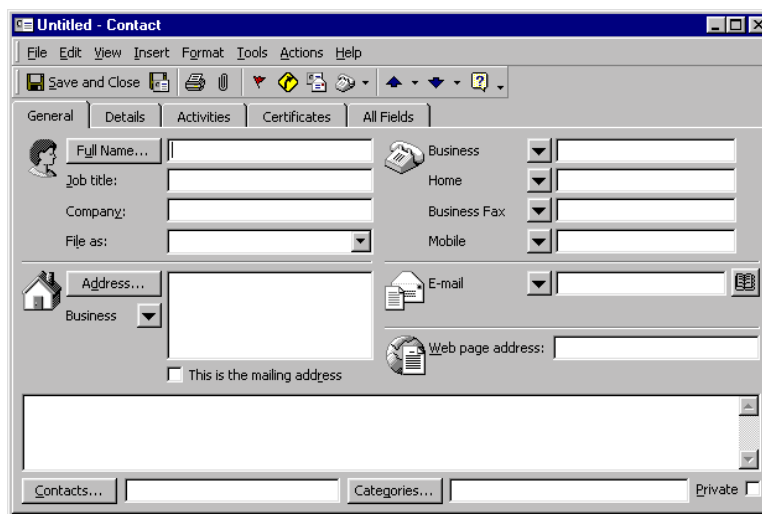 Untitled - Contact
File Edit View Insert Format Tools Actions Help
Save and Close
General Details Activities Certificates All Fields
Full Name... Business
Job title: Home
Company: Business Fax
File as: Mobile
Address... E-mail
Business
Web page address:
This is the mailing address
Contacts... Categories... Private